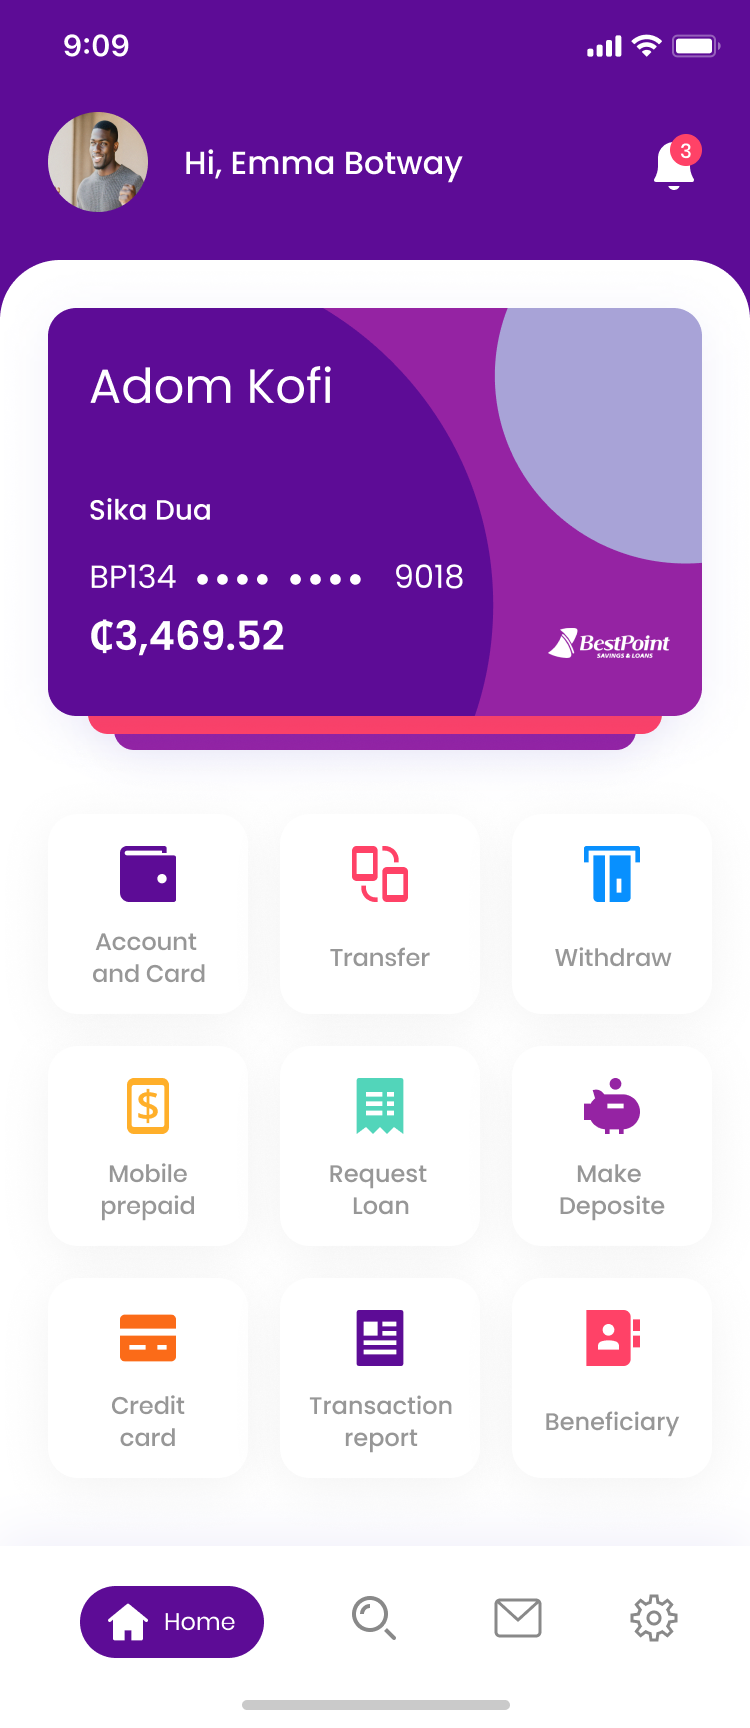 9:09
Hi, Emma Botway
3
Adom Kofi
Sika Dua
BP134 •••• •••• 9018
₵3,469.52
BestPoint
SAVINGS & LOANS
Account
and Card
Transfer
Withdraw
$
Mobile
prepaid
Request
Loan
Make
Deposite
Credit
card
Transaction
report
Beneficiary
Home